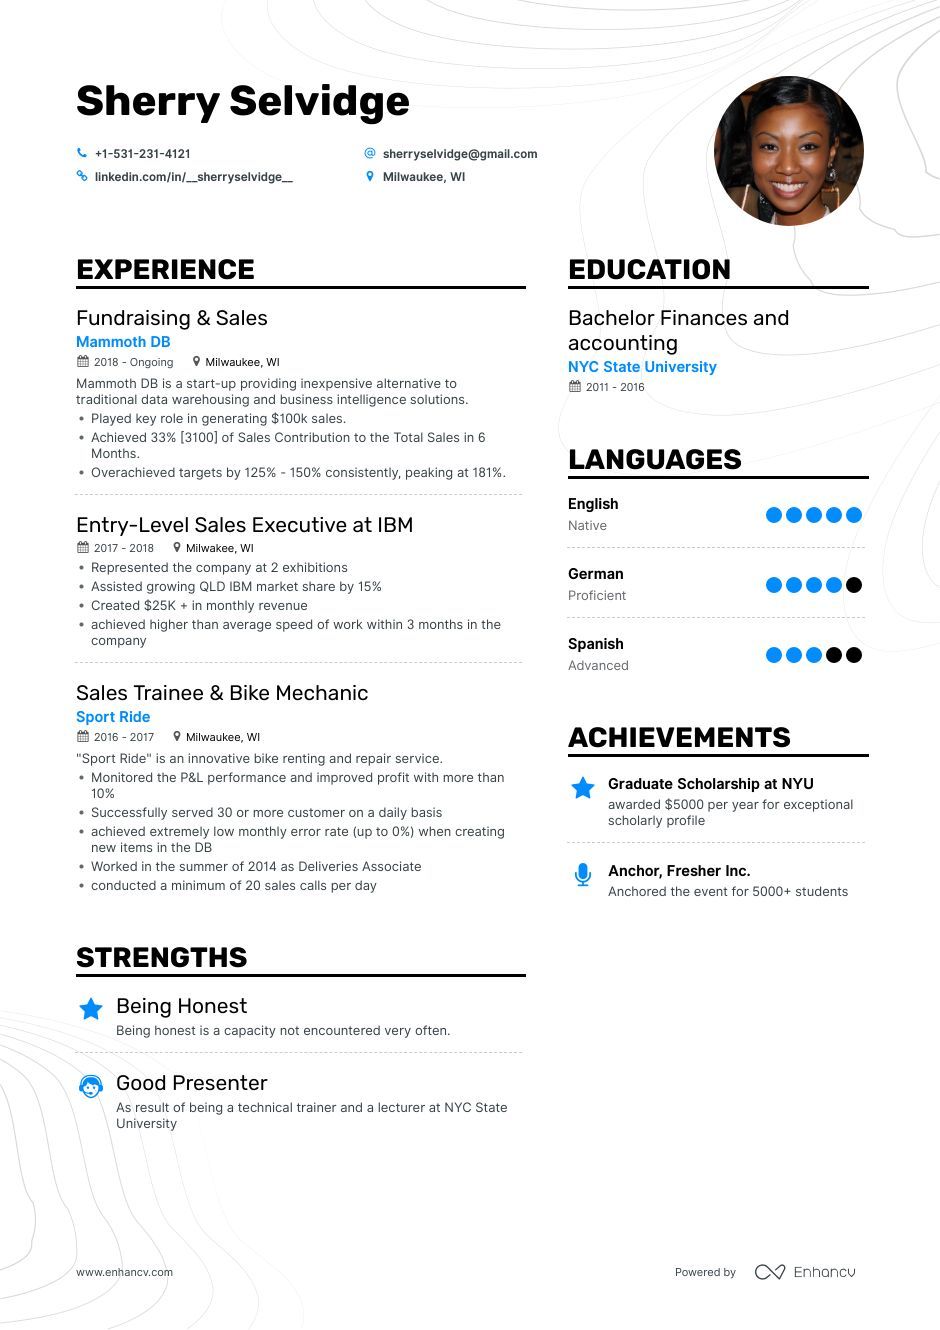 Sherry Selvidge
+1-531-231-4121
sherryselvidge@gmail.com
linkedin.com/in/__sherryselvidge__
Milwaukee, WI
EXPERIENCE
Fundraising & Sales
Mammoth DB
2018 - Ongoing Milwaukee, WI
Mammoth DB is a start-up providing inexpensive alternative to
traditional data warehousing and business intelligence solutions.
• Played key role in generating $100k sales.
• Achieved 33% [3100] of Sales Contribution to the Total Sales in 6
Months.
• Overachieved targets by 125% - 150% consistently, peaking at 181%.
Entry-Level Sales Executive at IBM
2017 - 2018 Milwakee, WI
• Represented the company at 2 exhibitions
• Assisted growing QLD IBM market share by 15%
• Created $25K + in monthly revenue
• achieved higher than average speed of work within 3 months in the
company
Sales Trainee & Bike Mechanic
Sport Ride
2016 - 2017 Milwaukee, WI
"Sport Ride" is an innovative bike renting and repair service.
• Monitored the P&L performance and improved profit with more than
10%
• Successfully served 30 or more customer on a daily basis
• achieved extremely low monthly error rate (up to 0%) when creating
new items in the DB
• Worked in the summer of 2014 as Deliveries Associate
• conducted a minimum of 20 sales calls per day
STRENGTHS
Being Honest
Being honest is a capacity not encountered very often.
Good Presenter
As result of being a technical trainer and a lecturer at NYC State
University
EDUCATION
Bachelor Finances and
accounting
NYC State University
2011 - 2016
LANGUAGES
English
Native
German
Proficient
Spanish
Advanced
ACHIEVEMENTS
Graduate Scholarship at NYU
awarded $5000 per year for exceptional
scholarly profile
Anchor, Fresher Inc.
Anchored the event for 5000+ students
www.enhancv.com
Powered by Enhancv